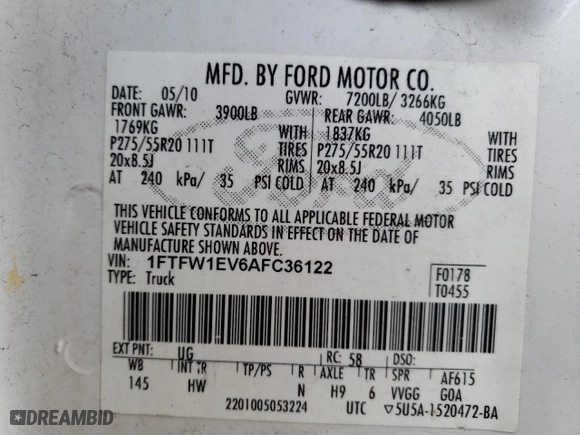 MFD. BY FORD MOTOR CO.
DATE: 05/10 GVWR: 7200LB/ 3266KG
FRONT GAWR: 3900LB REAR GAWR: 4050LB
1769KG WITH 1837KG WITH
P275/55R20 111T TIRES P275/55R20 111T TIRES
20x8.5J RIMS 20x8.5J RIMS
AT 240 kPa/ 35 PSI COLD AT 240 kPa/ 35 PSI COLD
Ford
THIS VEHICLE CONFORMS TO ALL APPLICABLE FEDERAL MOTOR
VEHICLE SAFETY STANDARDS IN EFFECT ON THE DATE OF
MANUFACTURE SHOWN ABOVE.
VIN: 1FTFW1EV6AFC36122
TYPE: Truck
F0178
T0455
EXT PNT: UG RC: 58 DSO:
WB INT TR TP/PS R AXLE TR SPR AF615
145 HW N H9 6 VVGG GOA
2201005053224 UTC 5U5A-1520472-BA
DREAMBID